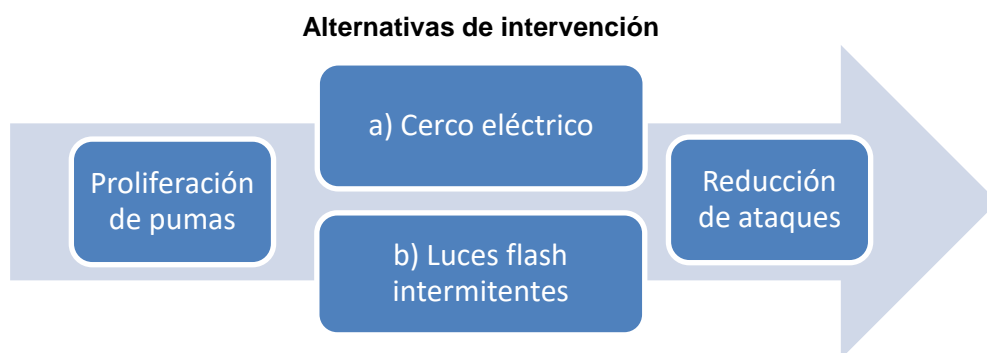 Alternativas de intervención
Proliferación
de pumas
a) Cerco eléctrico
b) Luces flash
intermitentes
Reducción
de ataques